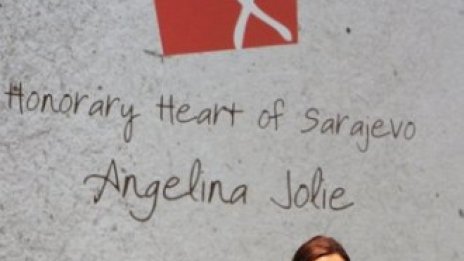 Honorary Heart of Sarajevo
Angelina Jolie